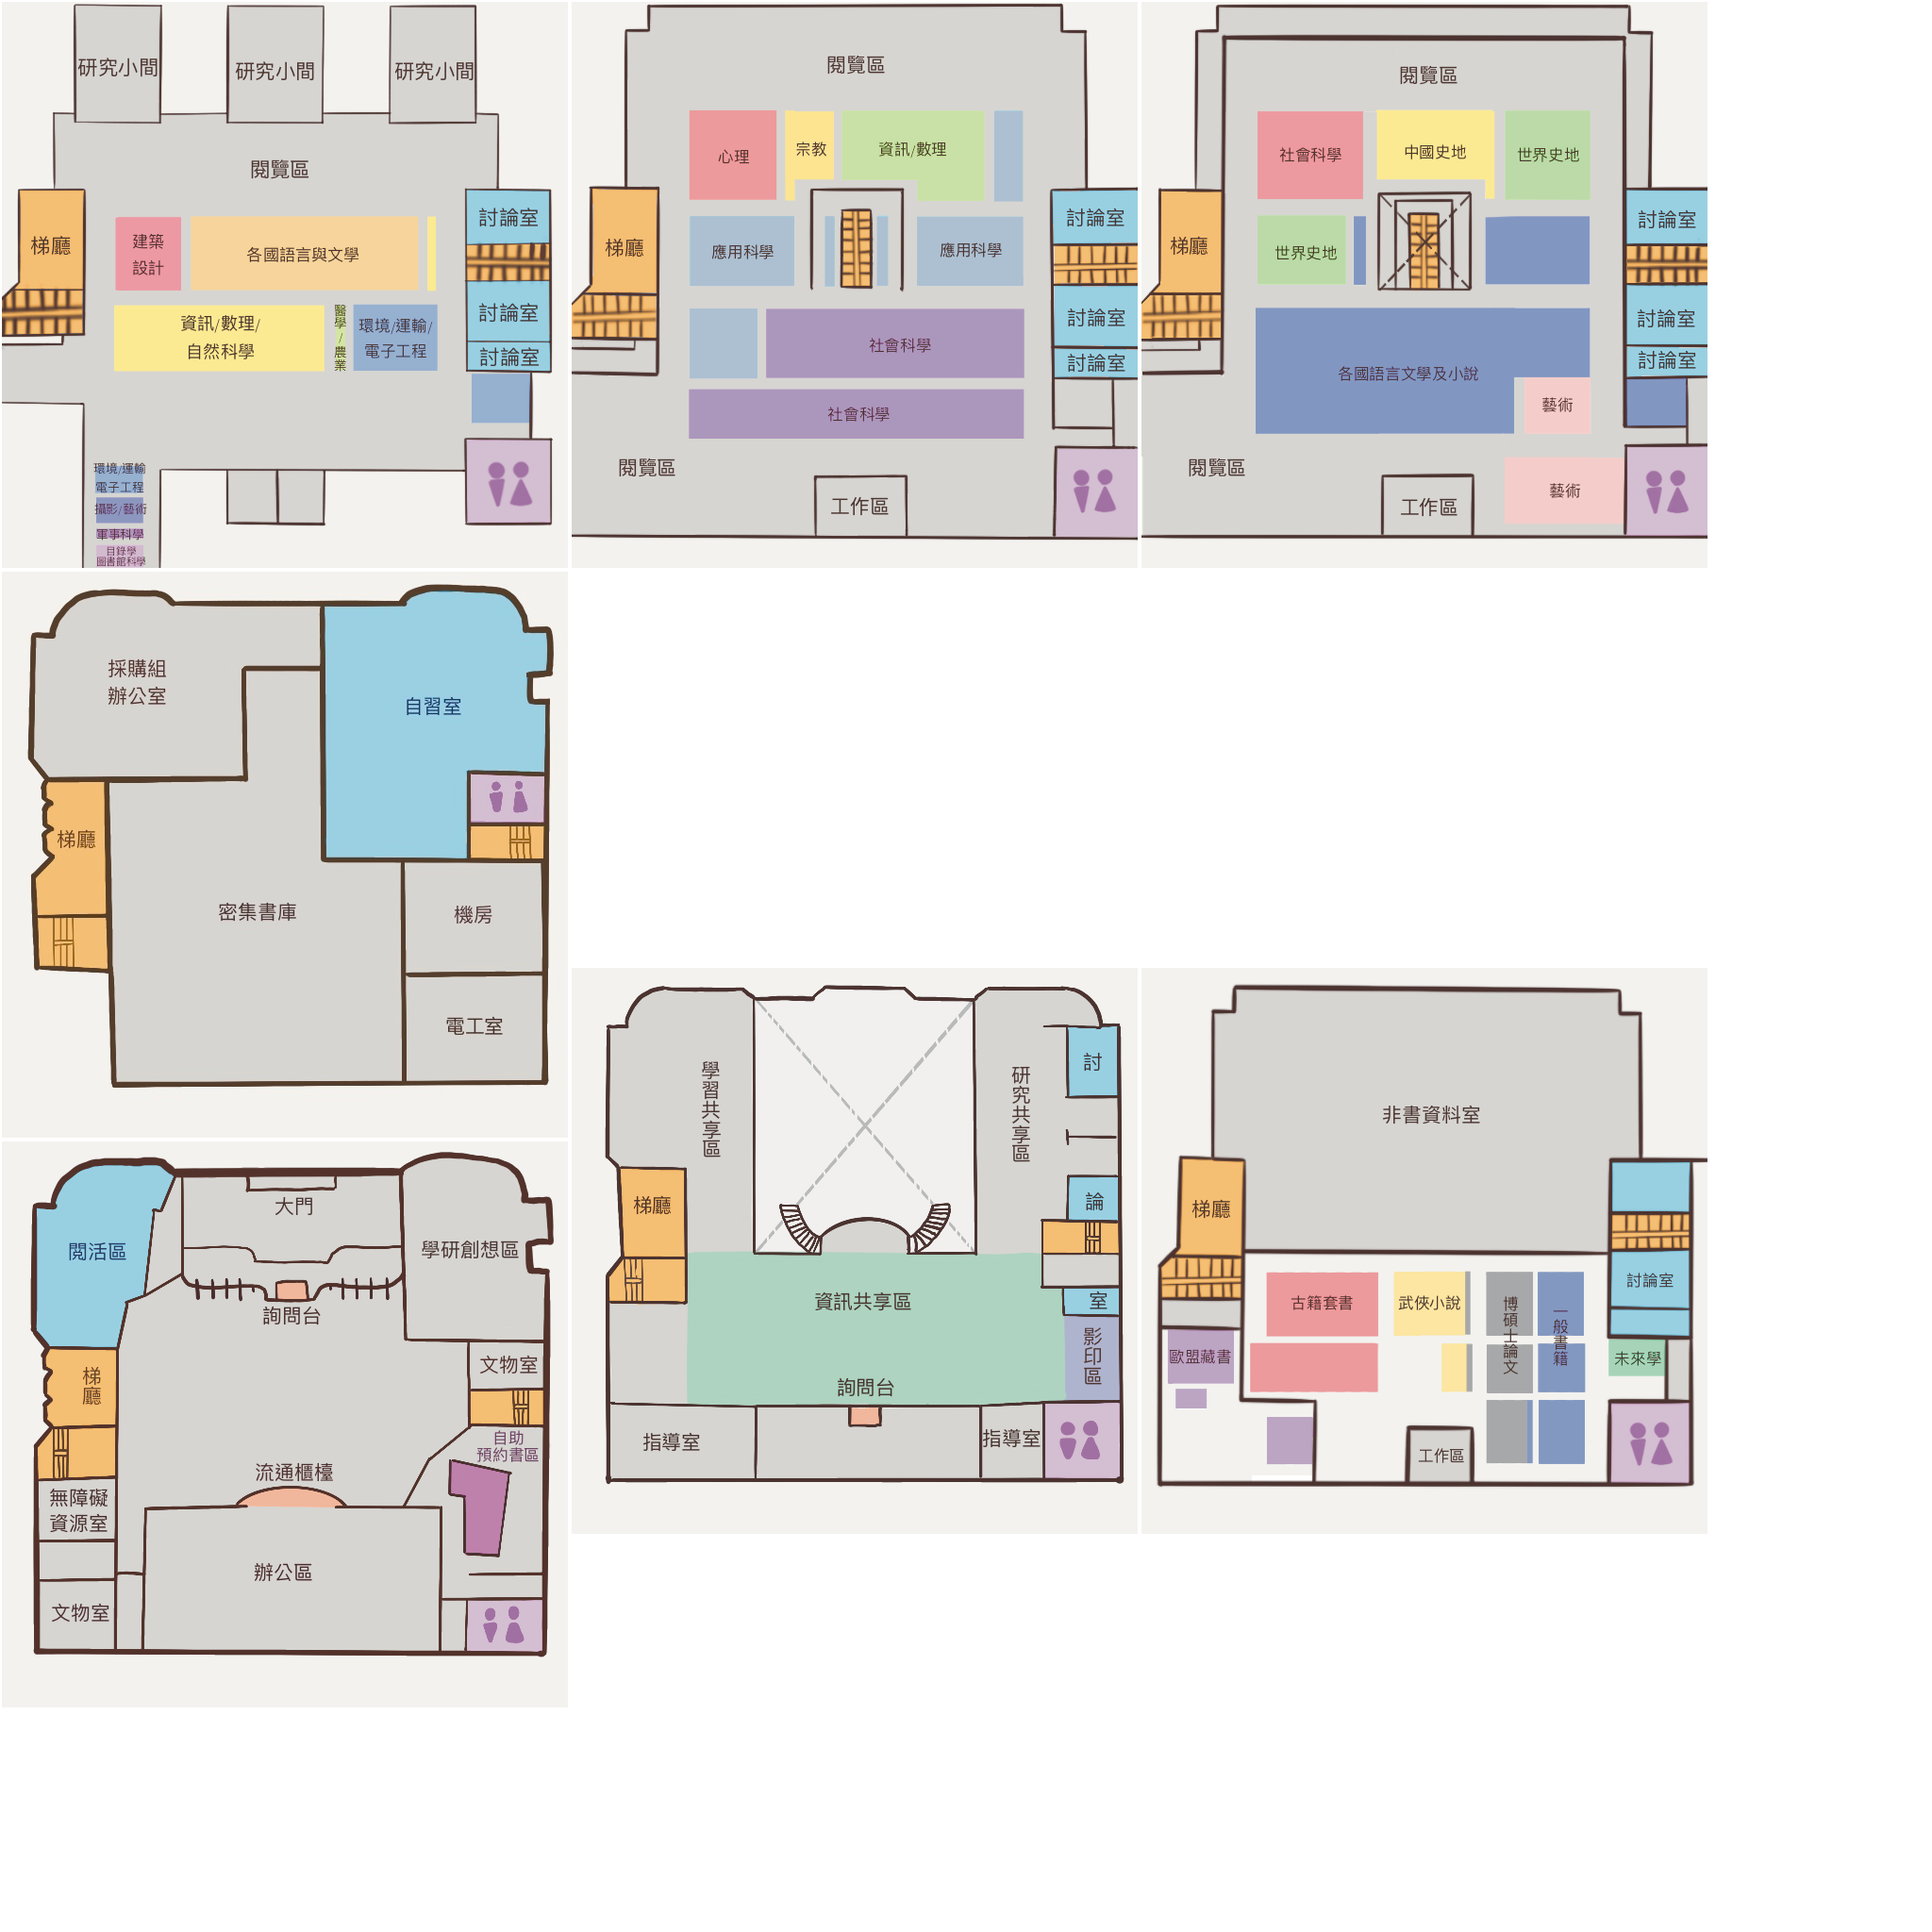 研究小間
研究小間
研究小間
閱覽區
梯廳
建築
設計
各國語言與文學
討論室
資訊/數理/
自然科學
醫學/農業
環境/運輸/
電子工程
討論室
討論室
環境/運輸
電子工程
攝影/藝術
軍事科學
目錄學
圖書館科學
閱覽區
心理
宗教
資訊/數理
梯廳
應用科學
應用科學
討論室
社會科學
討論室
討論室
社會科學
閱覽區
工作區
閱覽區
社會科學
中國史地
世界史地
梯廳
世界史地
討論室
各國語言文學及小說
討論室
討論室
藝術
閱覽區
藝術
工作區
採購組
辦公室
自習室
梯廳
密集書庫
機房
電工室
學習共享區
研究共享區
討
論
室
梯廳
資訊共享區
影印區
詢問台
指導室
指導室
非書資料室
梯廳
古籍套書
武俠小說
博碩士論文
一般書籍
討論室
歐盟藏書
未來學
工作區
大門
閱活區
學研創想區
詢問台
梯廳
文物室
自助
預約書區
流通櫃檯
無障礙
資源室
辦公區
文物室